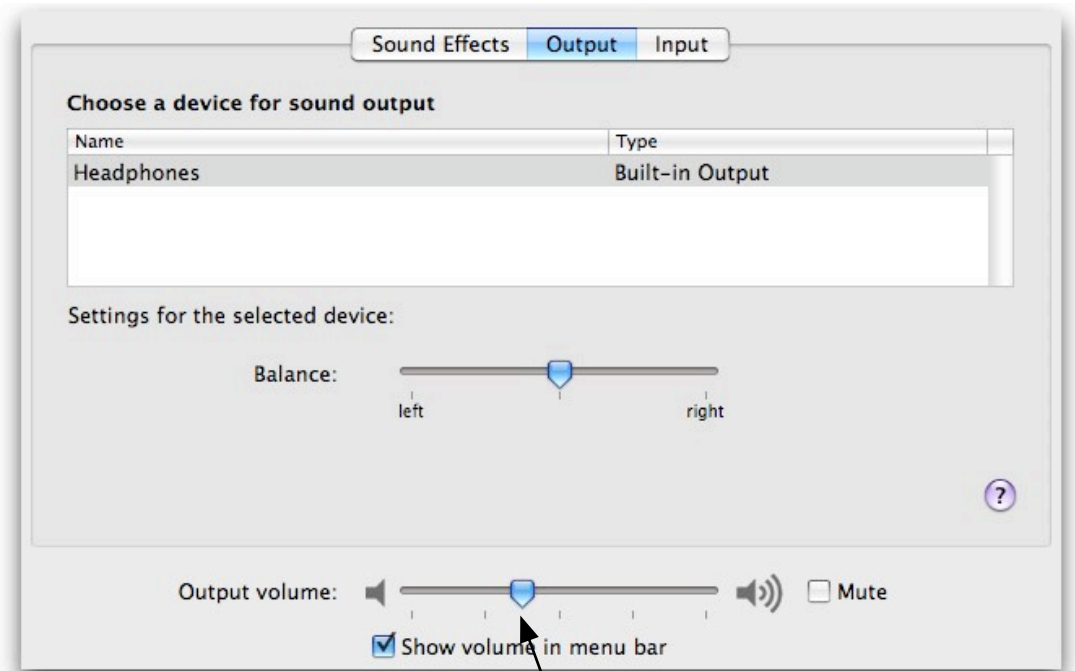 Sound Effects Output Input
Choose a device for sound output
Name Type
Headphones Built-in Output
Settings for the selected device:
Balance:
left right
?
Output volume: Mute
Show volume in menu bar